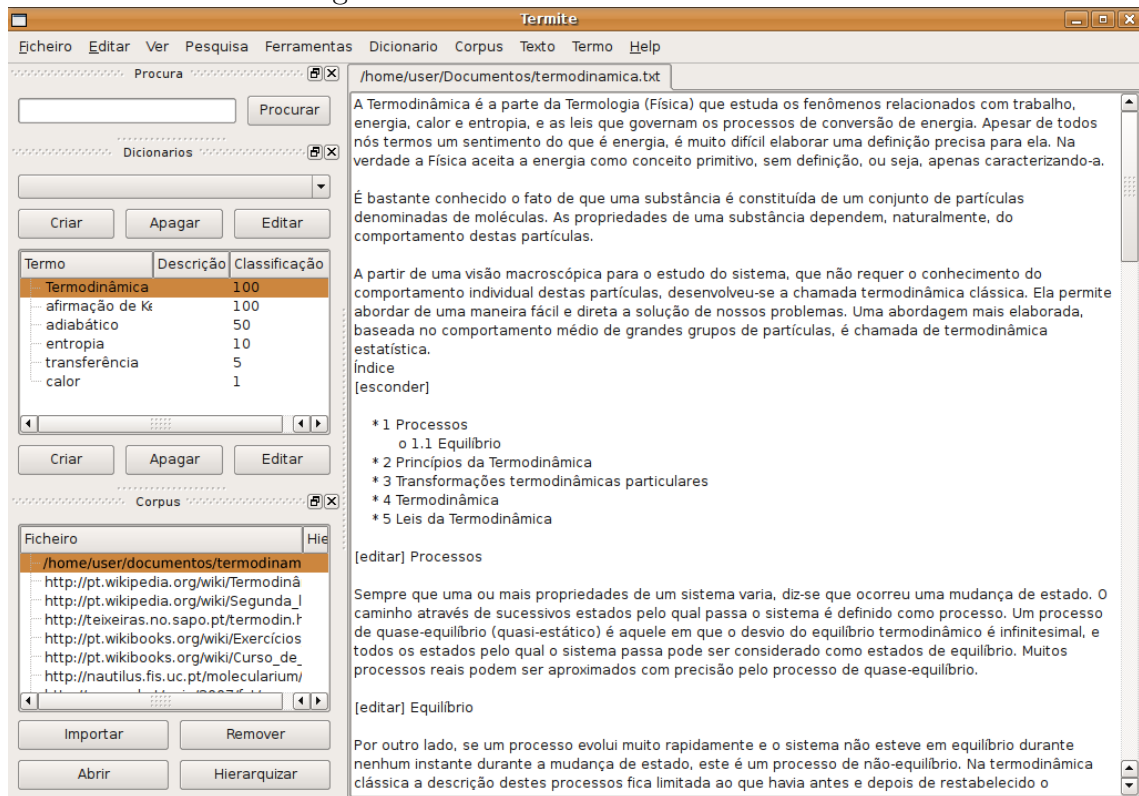 Termite
Ficheiro Editar Ver Pesquisa Ferramentas Dicionario Corpus Texto Termo Help
Procura
Procurar
Dicionarios
Criar Apagar Editar
Termo Descrição Classificação
Termodinâmica 100
afirmação de Ke 100
adiabático 50
entropia 10
transferência 5
calor 1
Criar Apagar Editar
Corpus
Ficheiro Hie
/home/user/documentos/termodinam
http://pt.wikipedia.org/wiki/Termodinâ
http://pt.wikipedia.org/wiki/Segunda_l
http://teixeiras.no.sapo.pt/termodin.h
http://pt.wikibooks.org/wiki/Exercícios
http://pt.wikibooks.org/wiki/Curso_de_
http://nautilus.fis.uc.pt/molecularium/
Importar Remover
Abrir Hierarquizar
/home/user/Documentos/termodinamica.txt
A Termodinâmica é a parte da Termologia (Física) que estuda os fenômenos relacionados com trabalho,
energia, calor e entropia, e as leis que governam os processos de conversão de energia. Apesar de todos
nós termos um sentimento do que é energia, é muito difícil elaborar uma definição precisa para ela. Na
verdade a Física aceita a energia como conceito primitivo, sem definição, ou seja, apenas caracterizando-a.
É bastante conhecido o fato de que uma substância é constituída de um conjunto de partículas
denominadas de moléculas. As propriedades de uma substância dependem, naturalmente, do
comportamento destas partículas.
A partir de uma visão macroscópica para o estudo do sistema, que não requer o conhecimento do
comportamento individual destas partículas, desenvolveu-se a chamada termodinâmica clássica. Ela permite
abordar de uma maneira fácil e direta a solução de nossos problemas. Uma abordagem mais elaborada,
baseada no comportamento médio de grandes grupos de partículas, é chamada de termodinâmica
estatística.
Índice
[esconder]
* 1 Processos
o 1.1 Equilíbrio
* 2 Princípios da Termodinâmica
* 3 Transformações termodinâmicas particulares
* 4 Termodinâmica
* 5 Leis da Termodinâmica
[editar] Processos
Sempre que uma ou mais propriedades de um sistema varia, diz-se que ocorreu uma mudança de estado. O
caminho através de sucessivos estados pelo qual passa o sistema é definido como processo. Um processo
de quase-equilíbrio (quasi-estático) é aquele em que o desvio do equilíbrio termodinâmico é infinitesimal, e
todos os estados pelo qual o sistema passa pode ser considerado como estados de equilíbrio. Muitos
processos reais podem ser aproximados com precisão pelo processo de quase-equilíbrio.
[editar] Equilíbrio
Por outro lado, se um processo evolui muito rapidamente e o sistema não esteve em equilíbrio durante
nenhum instante durante a mudança de estado, este é um processo de não-equilíbrio. Na termodinâmica
clássica a descrição destes processos fica limitada ao que havia antes e depois de restabelecido o